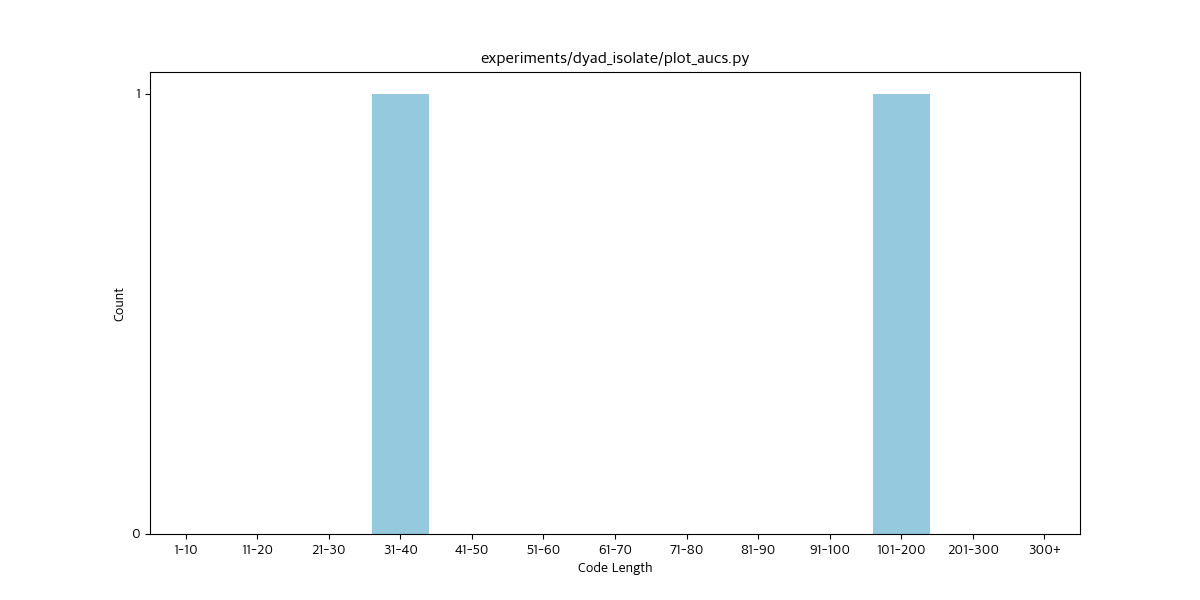 experiments/dyad_isolate/plot_aucs.py
1
Count
0
1-10 11-20 21-30 31-40 41-50 51-60 61-70 71-80 81-90 91-100 101-200 201-300 300+
Code Length